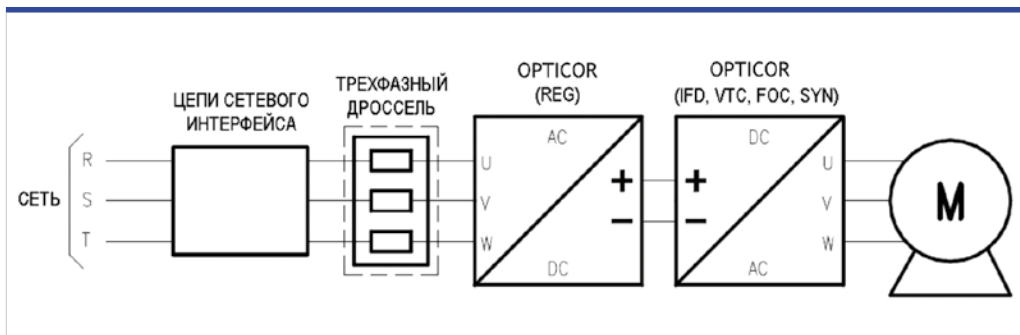 СЕТЬ
R
S
T
ЦЕПИ СЕТЕВОГО
ИНТЕРФЕЙСА
ТРЕХФАЗНЫЙ
ДРОССЕЛЬ
OPTICOR
(REG)
AC
U
V
W
+
−
DC
OPTICOR
(IFD, VTC, FOC, SYN)
DC
+
−
U
V
W
AC
M